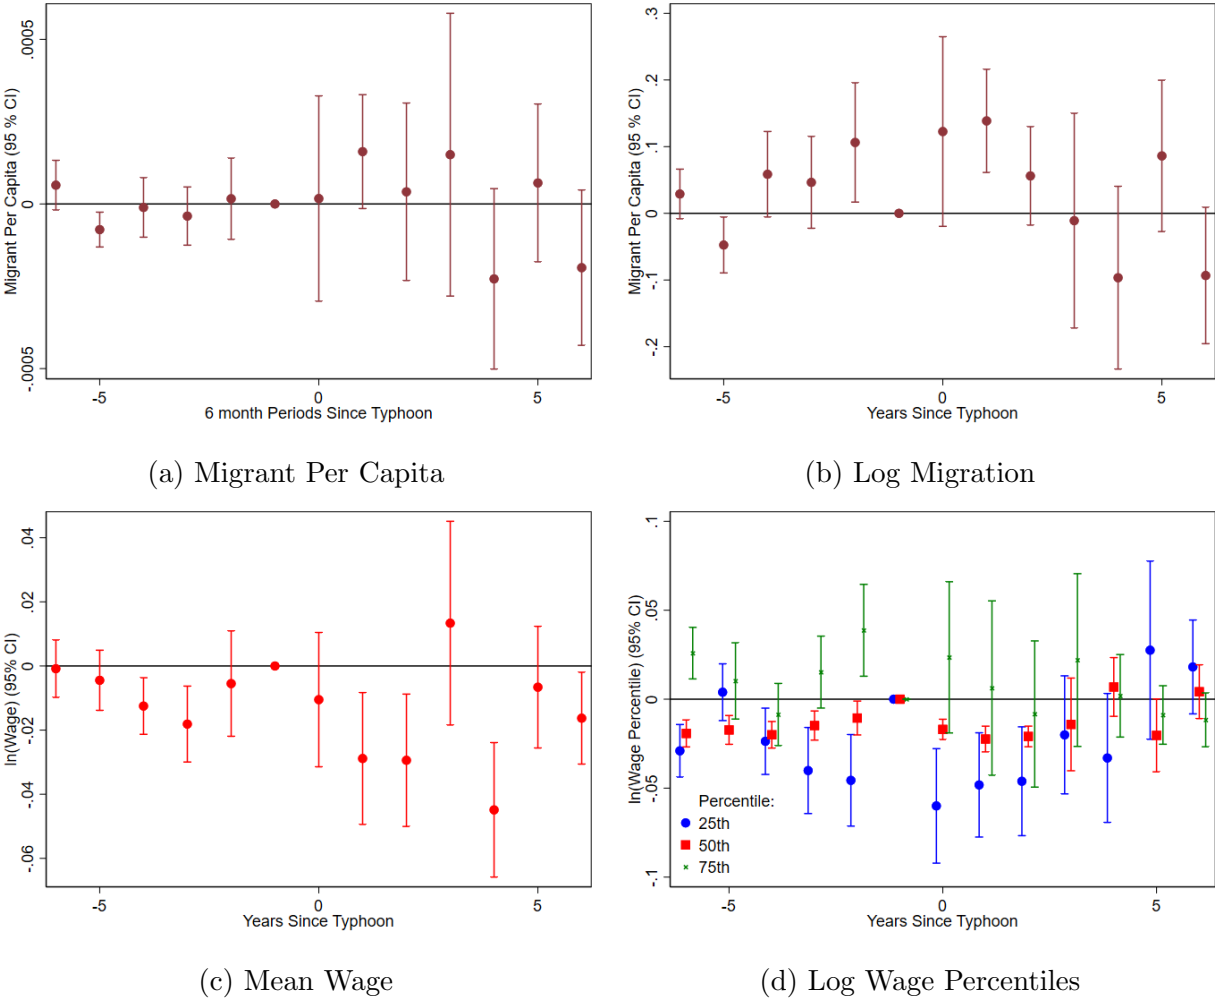 Migrant Per Capita (95 % CI)
.0005
0
-.0005
-5
0
5
6 month Periods Since Typhoon
(a) Migrant Per Capita
Migrant Per Capita (95 % CI)
.3
.2
.1
0
-.1
-.2
-5
0
5
Years Since Typhoon
(b) Log Migration
ln(Wage) (95% CI)
.04
.02
0
-.02
-.04
-.06
-5
0
5
Years Since Typhoon
(c) Mean Wage
ln(Wage Percentile) (95% CI)
.1
.05
0
-.05
-.1
Percentile:
25th
50th
75th
-5
0
5
Years Since Typhoon
(d) Log Wage Percentiles